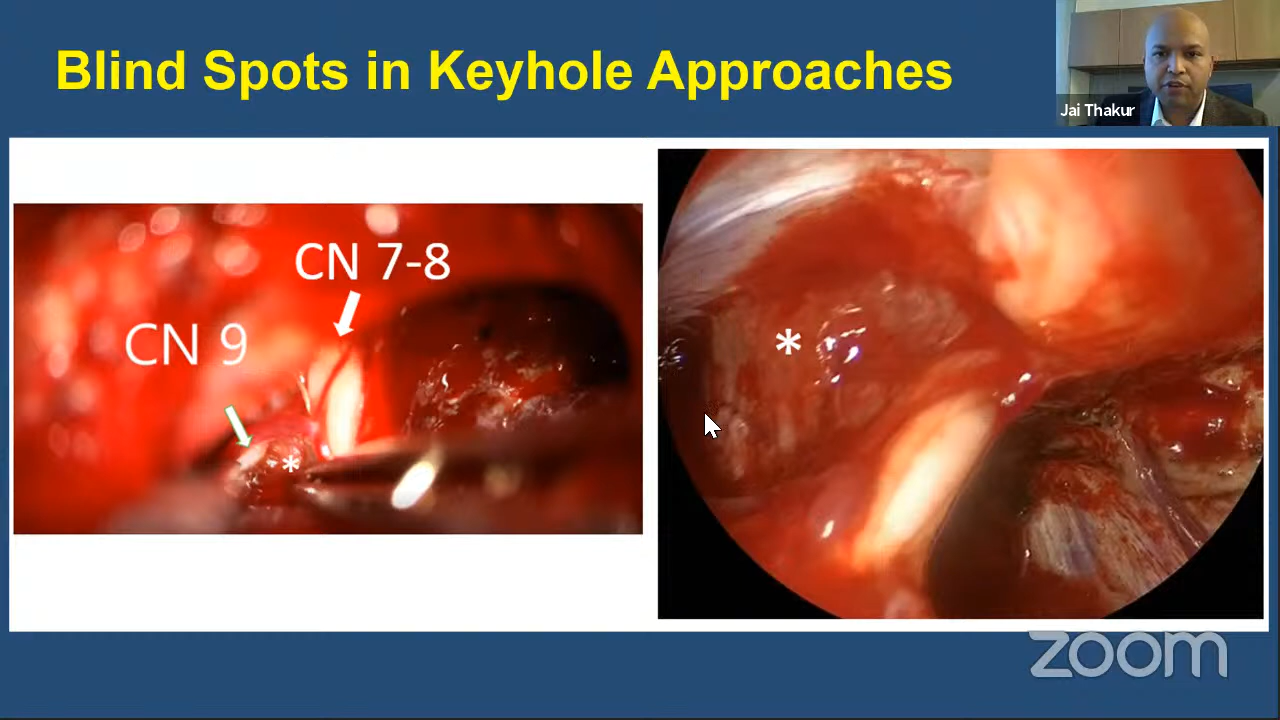 Blind Spots in Keyhole Approaches
Jai Thakur
CN 7-8
CN 9
*
*
zoom